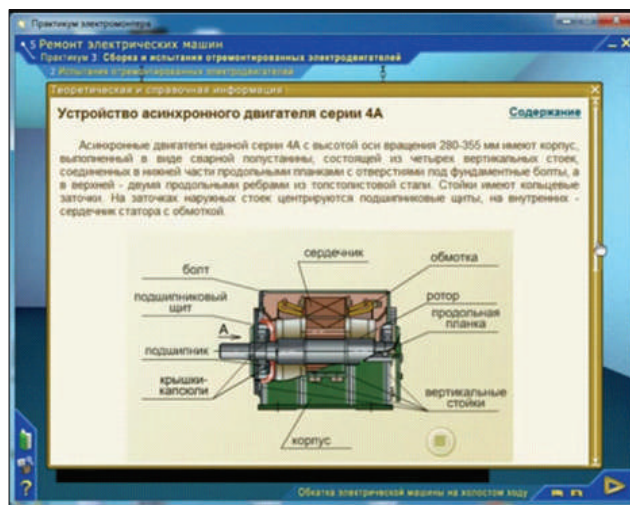 Практикум электромонтера
5 Ремонт электрических машин
Практикум 3. Сборка и испытания отремонтированных электродвигателей
2 Испытания отремонтированных электродвигателей
Теоретическая и справочная информация
Устройство асинхронного двигателя серии 4А
Содержание
Асинхронные двигатели единой серии 4А с высотой оси вращения 280-355 мм имеют корпус,
выполненный в виде сварной полустанины, состоящей из четырех вертикальных стоек,
соединенных в нижней части продольными планками с отверстиями под фундаментные болты, а
в верхней - двумя продольными ребрами из толстолистовой стали. Стойки имеют кольцевые
заточки. На заточках наружных стоек центрируются подшипниковые щиты, на внутренних -
сердечник статора с обмоткой.
сердечник
болт
обмотка
подшипниковый
щит
ротор
продольная
планка
А
подшипник
крышки-
капсюли
вертикальные
стойки
корпус
?
Обкатка электрической машины на холостом ходу